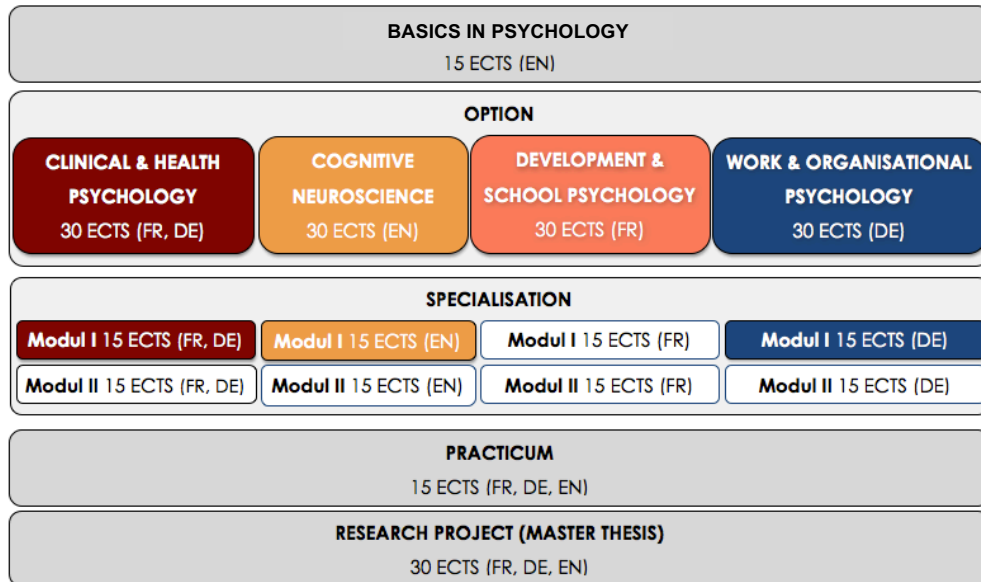 BASICS IN PSYCHOLOGY
15 ECTS (EN)
OPTION
CLINICAL & HEALTH
PSYCHOLOGY
30 ECTS (FR, DE)
COGNITIVE
NEUROSCIENCE
30 ECTS (EN)
DEVELOPMENT &
SCHOOL PSYCHOLOGY
30 ECTS (FR)
WORK & ORGANISATIONAL
PSYCHOLOGY
30 ECTS (DE)
SPECIALISATION
Modul I 15 ECTS (FR, DE)
Modul I 15 ECTS (EN)
Modul I 15 ECTS (FR)
Modul I 15 ECTS (DE)
Modul II 15 ECTS (FR, DE)
Modul II 15 ECTS (EN)
Modul II 15 ECTS (FR)
Modul II 15 ECTS (DE)
PRACTICUM
15 ECTS (FR, DE, EN)
RESEARCH PROJECT (MASTER THESIS)
30 ECTS (FR, DE, EN)